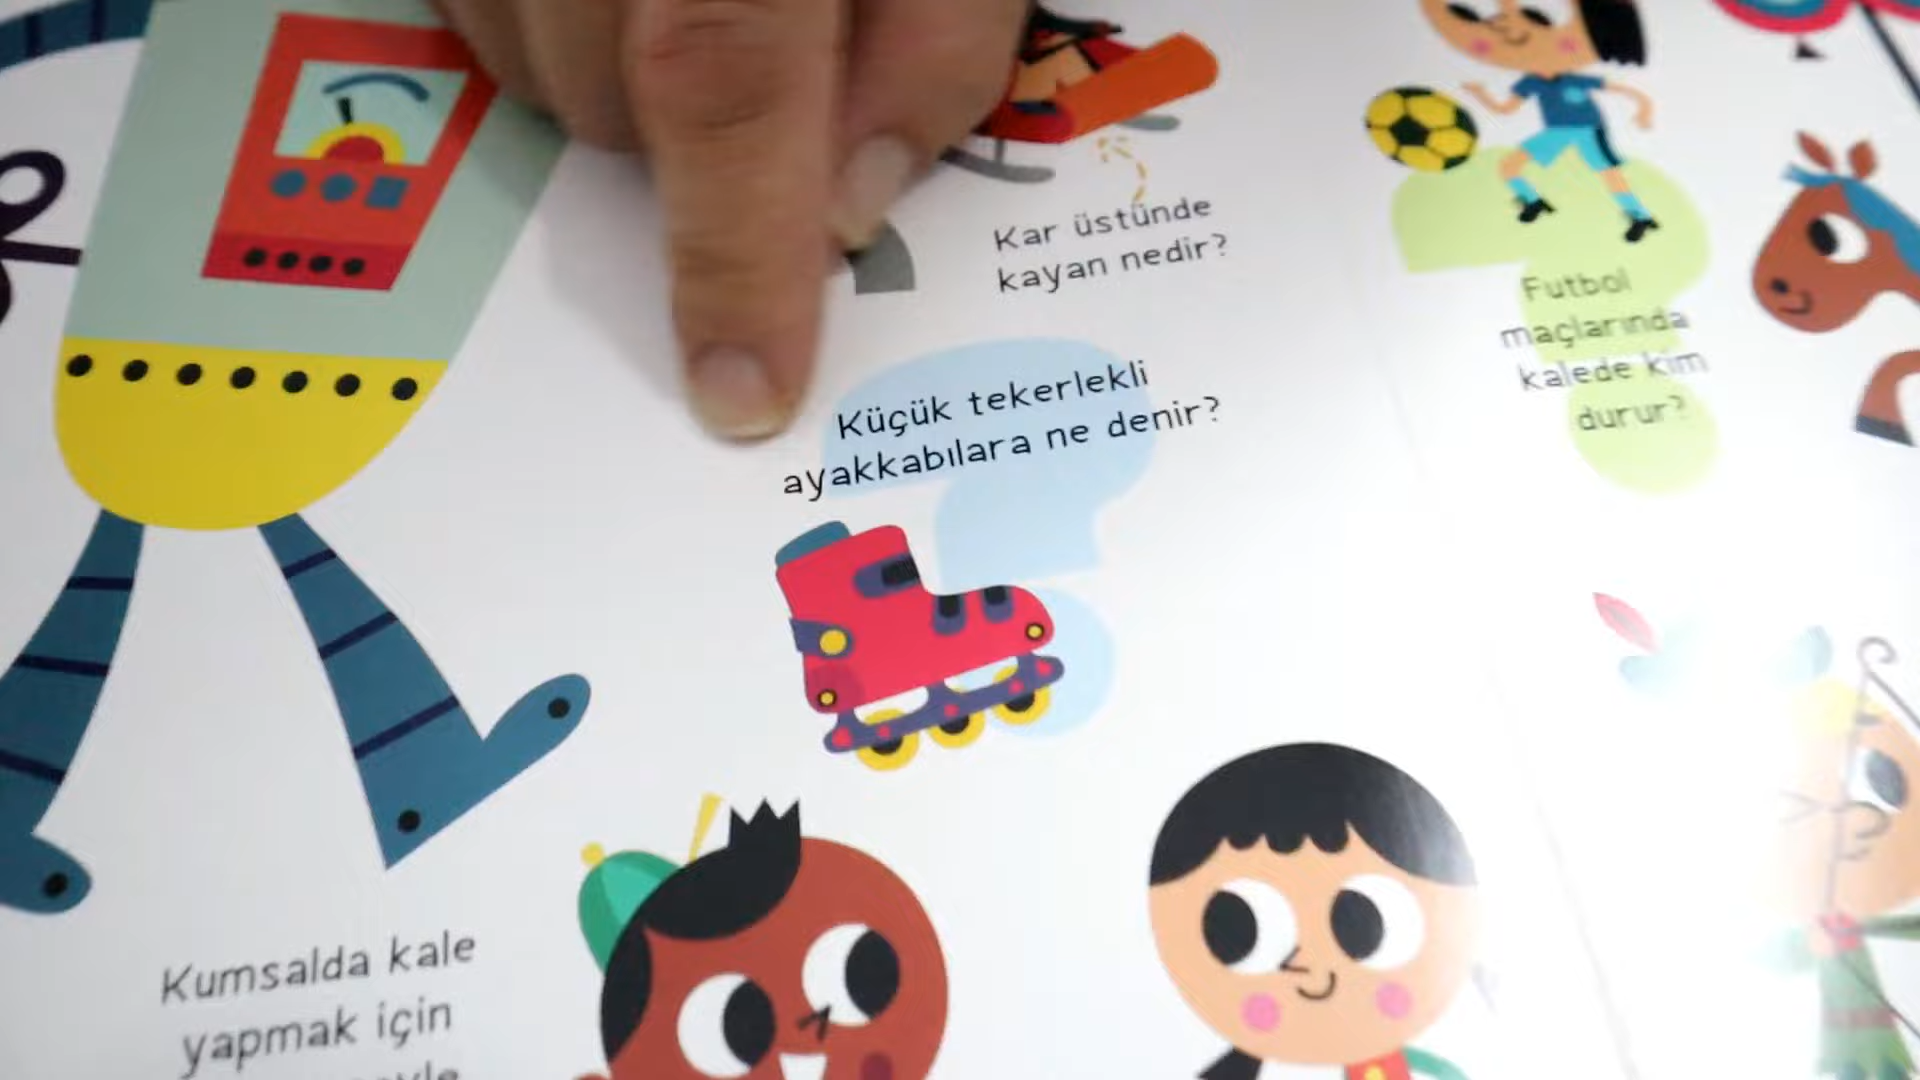 Kar üstünde
kayan nedir?
Futbol
maçlarında
kalede kim
durur?
Küçük tekerlekli
ayakkabılara ne denir?
Kumsalda kale
yapmak için